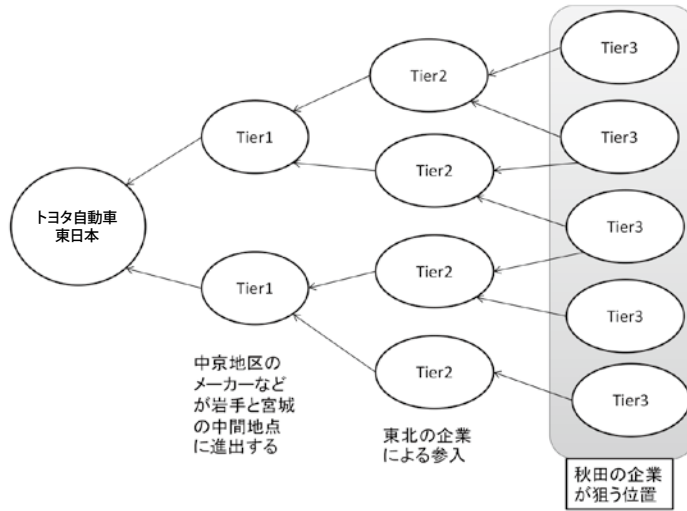 Tier3
Tier2
Tier1
Tier3
Tier2
トヨタ自動車
東日本
Tier3
Tier2
Tier1
Tier3
Tier2
Tier3
中京地区の
メーカーなど
が岩手と宮城
の中間地点
に進出する
東北の企業
による参入
秋田の企業
が狙う位置